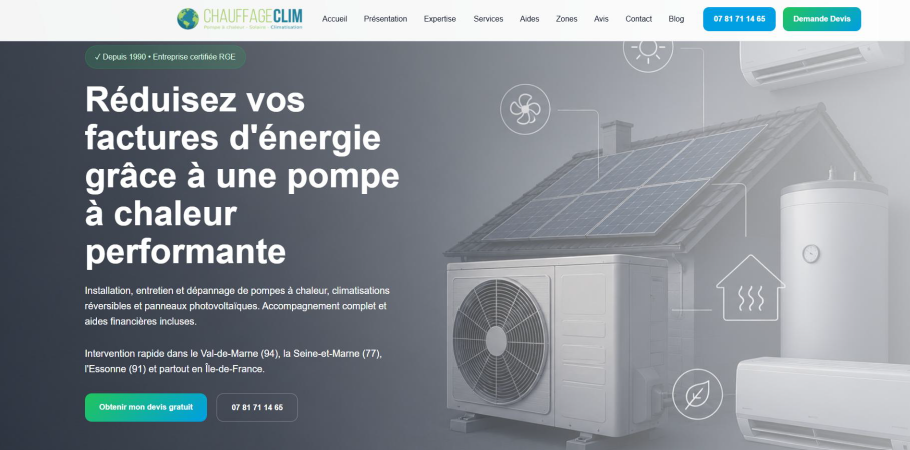 CHAUFFAGECLIM
Pompe à chaleur - Solaire - Climatisation
Accueil
Présentation
Expertise
Services
Aides
Zones
Avis
Contact
Blog
07 81 71 14 65
Demande Devis
✓ Depuis 1990 • Entreprise certifiée RGE
Réduisez vos
factures d'énergie
grâce à une pompe
à chaleur
performante
Installation, entretien et dépannage de pompes à chaleur, climatisations
réversibles et panneaux photovoltaïques. Accompagnement complet et
aides financières incluses.
Intervention rapide dans le Val-de-Marne (94), la Seine-et-Marne (77),
l'Essonne (91) et partout en Île-de-France.
Obtenir mon devis gratuit
07 81 71 14 65